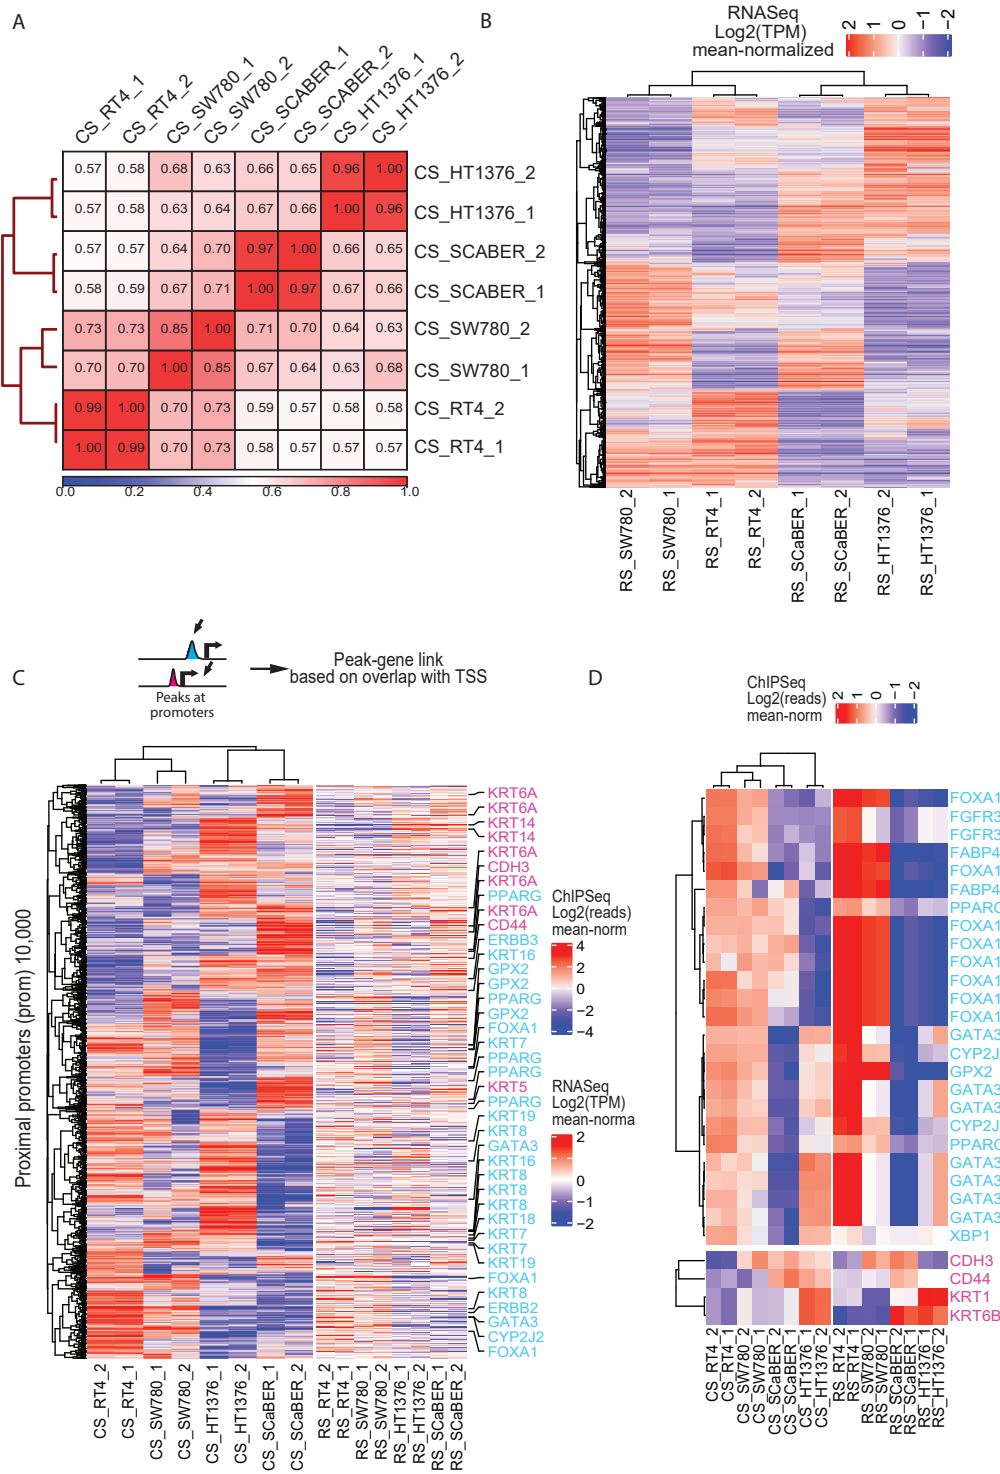 A
CS_RT4_1
CS_RT4_2
CS_SW780_1
CS_SW780_2
CS_SCABER_1
CS_SCABER_2
CS_HT1376_1
CS_HT1376_2
0.57 0.58 0.68 0.63 0.66 0.65 0.96 1.00 CS_HT1376_2
0.57 0.58 0.63 0.64 0.67 0.66 1.00 0.96 CS_HT1376_1
0.57 0.57 0.64 0.70 0.97 1.00 0.66 0.65 CS_SCABER_2
0.58 0.59 0.67 0.71 1.00 0.97 0.67 0.66 CS_SCABER_1
0.73 0.73 0.85 1.00 0.71 0.70 0.64 0.63 CS_SW780_2
0.70 0.70 1.00 0.85 0.67 0.64 0.63 0.68 CS_SW780_1
0.99 1.00 0.70 0.73 0.59 0.57 0.58 0.58 CS_RT4_2
1.00 0.99 0.70 0.73 0.58 0.57 0.57 0.57 CS_RT4_1
0.0 0.2 0.4 0.6 0.8 1.0
B
RNASeq
Log2(TPM)
mean-normalized
2 1 0 −1 −2
RS_SW780_2
RS_SW780_1
RS_RT4_1
RS_RT4_2
RS_SCaBER_1
RS_SCaBER_2
RS_HT1376_2
RS_HT1376_1
C
Peaks at
promoters
Peak-gene link
based on overlap with TSS
Proximal promoters (prom) 10,000
KRT6A
KRT6A
KRT14
KRT14
KRT6A
CDH3
KRT6A
PPARG
KRT6A
CD44
ERBB3
KRT16
GPX2
GPX2
PPARG
GPX2
FOXA1
KRT7
PPARG
PPARG
KRT5
PPARG
KRT19
KRT8
GATA3
KRT16
KRT8
KRT8
KRT8
KRT18
KRT7
KRT7
KRT19
FOXA1
KRT8
ERBB2
GATA3
CYP2J2
FOXA1
CS_RT4_2
CS_RT4_1
CS_SW780_1
CS_SW780_2
CS_HT1376_1
CS_HT1376_2
CS_SCaBER_1
CS_SCaBER_2
RS_RT4_2
RS_RT4_1
RS_SW780_1
RS_SW780_2
RS_HT1376_1
RS_HT1376_2
RS_SCaBER_1
RS_SCaBER_2
ChIPSeq
Log2(reads)
mean-norm
4
2
0
−2
−4
RNASeq
Log2(TPM)
mean-norma
2
1
0
−1
−2
D
ChIPSeq
Log2(reads)
mean-norm
2 1 0 −1 −2
FOXA1
FGFR3
FGFR3
FABP4
FOXA1
FABP4
PPARG
FOXA1
FOXA1
FOXA1
FOXA1
FOXA1
FOXA1
GATA3
CYP2J
GPX2
GATA3
GATA3
CYP2J
PPARG
GATA3
GATA3
GATA3
GATA3
XBP1
CDH3
CD44
KRT1
KRT6B
CS_RT4_2
CS_RT4_1
CS_SW780_2
CS_SW780_1
CS_SCaBER_2
CS_SCaBER_1
CS_HT1376_1
CS_HT1376_2
RS_RT4_2
RS_RT4_1
RS_SW780_2
RS_SW780_1
RS_SCaBER_2
RS_SCaBER_1
RS_HT1376_1
RS_HT1376_2